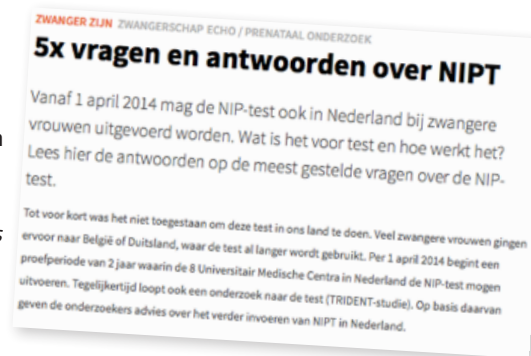 ZWANGER ZIJN ZWANGERSCHAP ECHO / PRENATAAL ONDERZOEK
5x vragen en antwoorden over NIPT
Vanaf 1 april 2014 mag de NIP-test ook in Nederland bij zwangere
vrouwen uitgevoerd worden. Wat is het voor test en hoe werkt het?
Lees hier de antwoorden op de meest gestelde vragen over de NIP-
test.
Tot voor kort was het niet toegestaan om deze test in ons land te doen. Veel zwangere vrouwen gingen
ervoor naar België of Duitsland, waar de test al langer wordt gebruikt. Per 1 april 2014 begint een
proefperiode van 2 jaar waarin de 8 Universitair Medische Centra in Nederland de NIP-test mogen
uitvoeren. Tegelijkertijd loopt ook een onderzoek naar de test (TRIDENT-studie). Op basis daarvan
geven de onderzoekers advies over het verder invoeren van NIPT in Nederland.